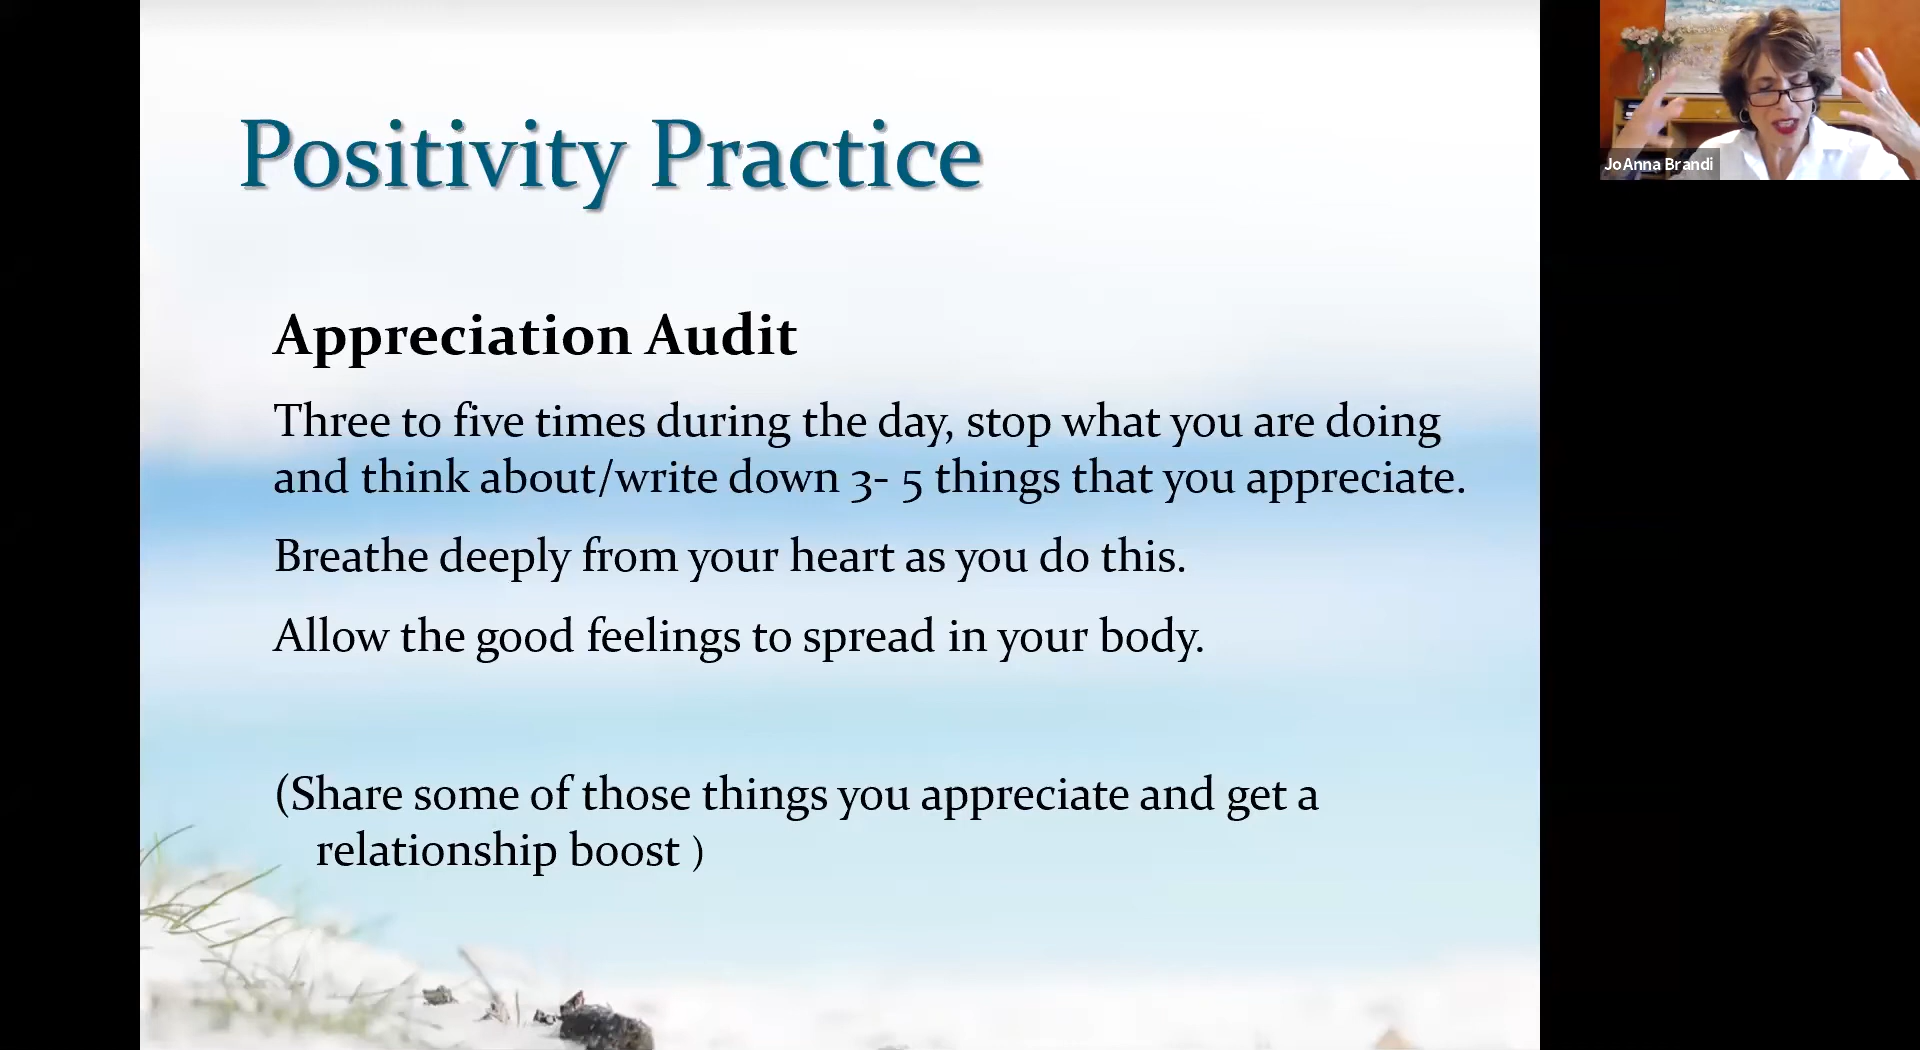 Positivity Practice
JoAnna Brandi
Appreciation Audit
Three to five times during the day, stop what you are doing
and think about/write down 3- 5 things that you appreciate.
Breathe deeply from your heart as you do this.
Allow the good feelings to spread in your body.
(Share some of those things you appreciate and get a
relationship boost )